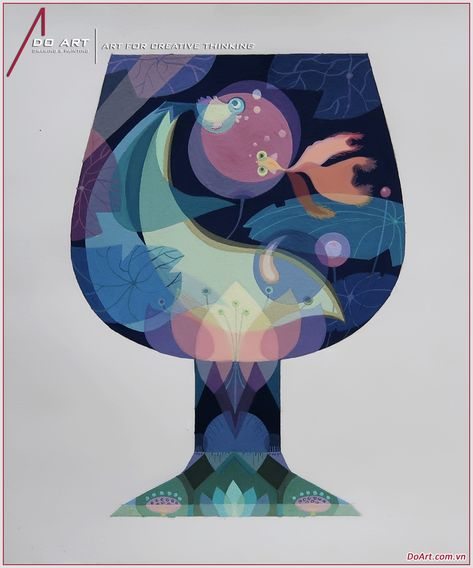 DO ART
DRAWING & PAINTING
ART FOR CREATIVE THINKING
DoArt.com.vn